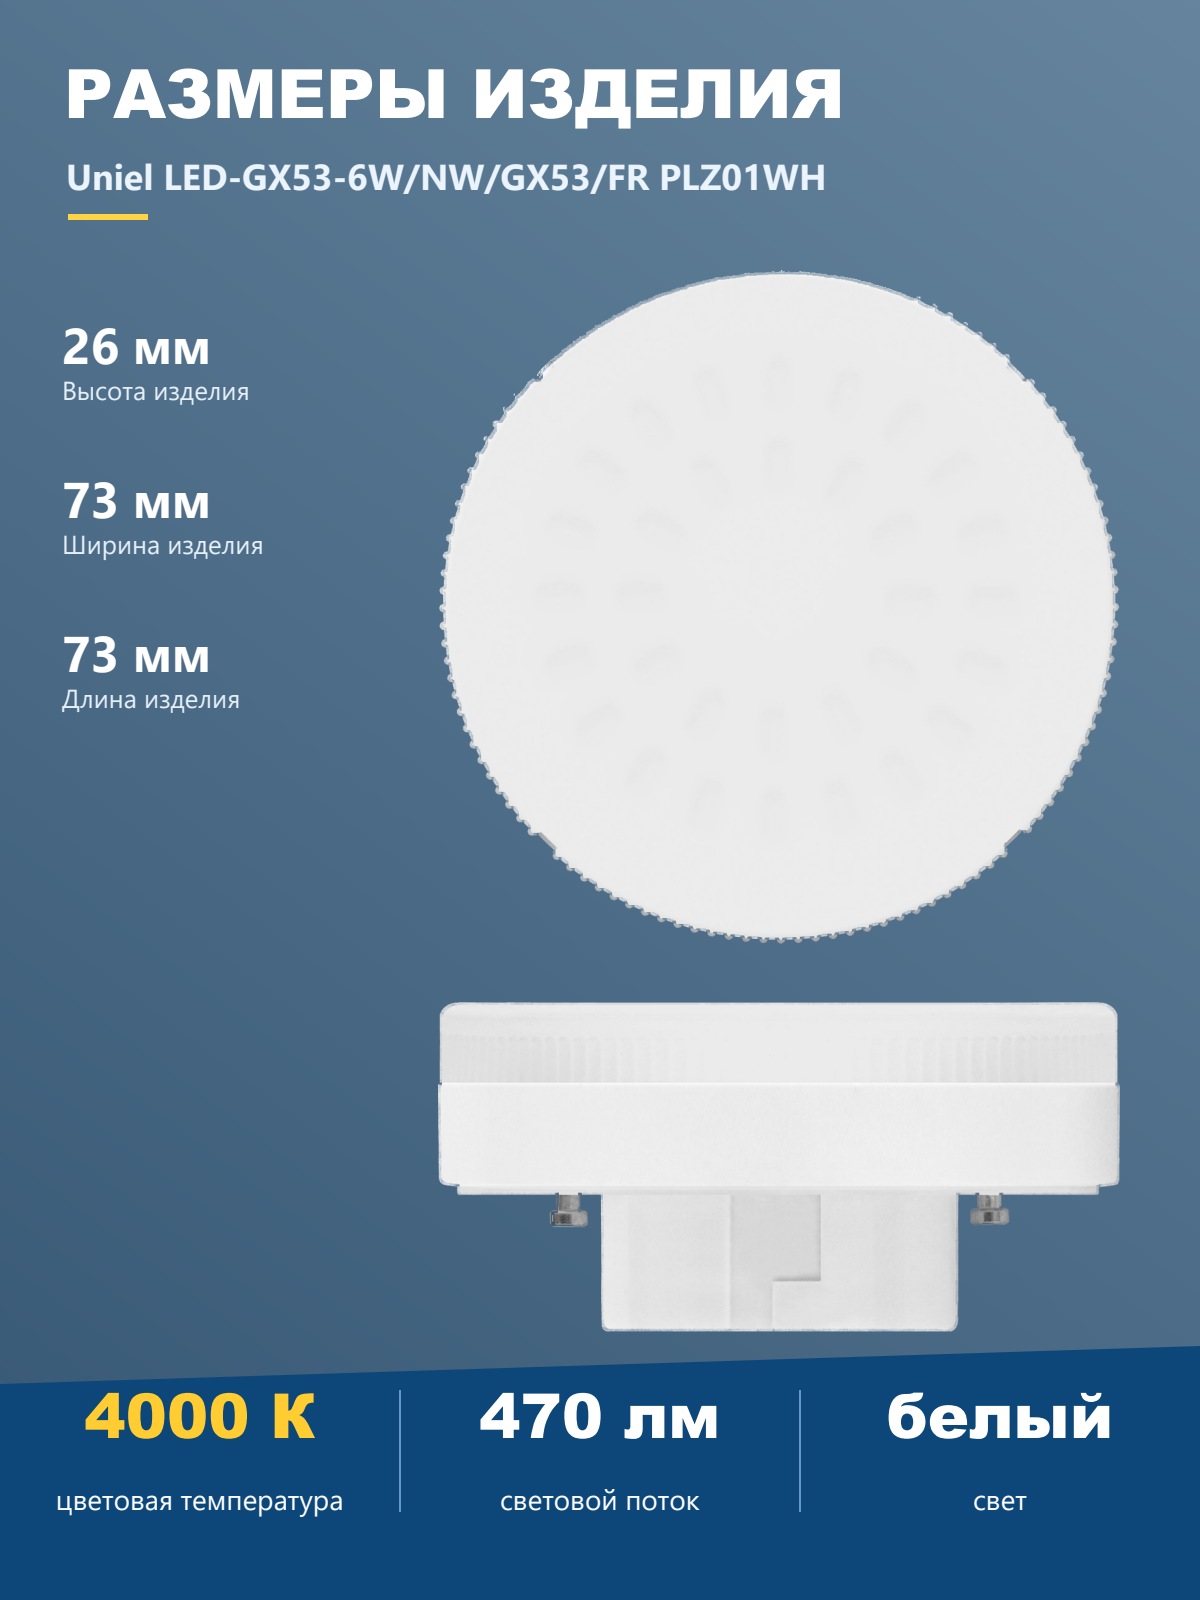 РАЗМЕРЫ ИЗДЕЛИЯ
Uniel LED-GX53-6W/NW/GX53/FR PLZ01WH
26 мм
Высота изделия
73 мм
Ширина изделия
73 мм
Длина изделия
4000 К
цветовая температура
470 лм
световой поток
белый
свет